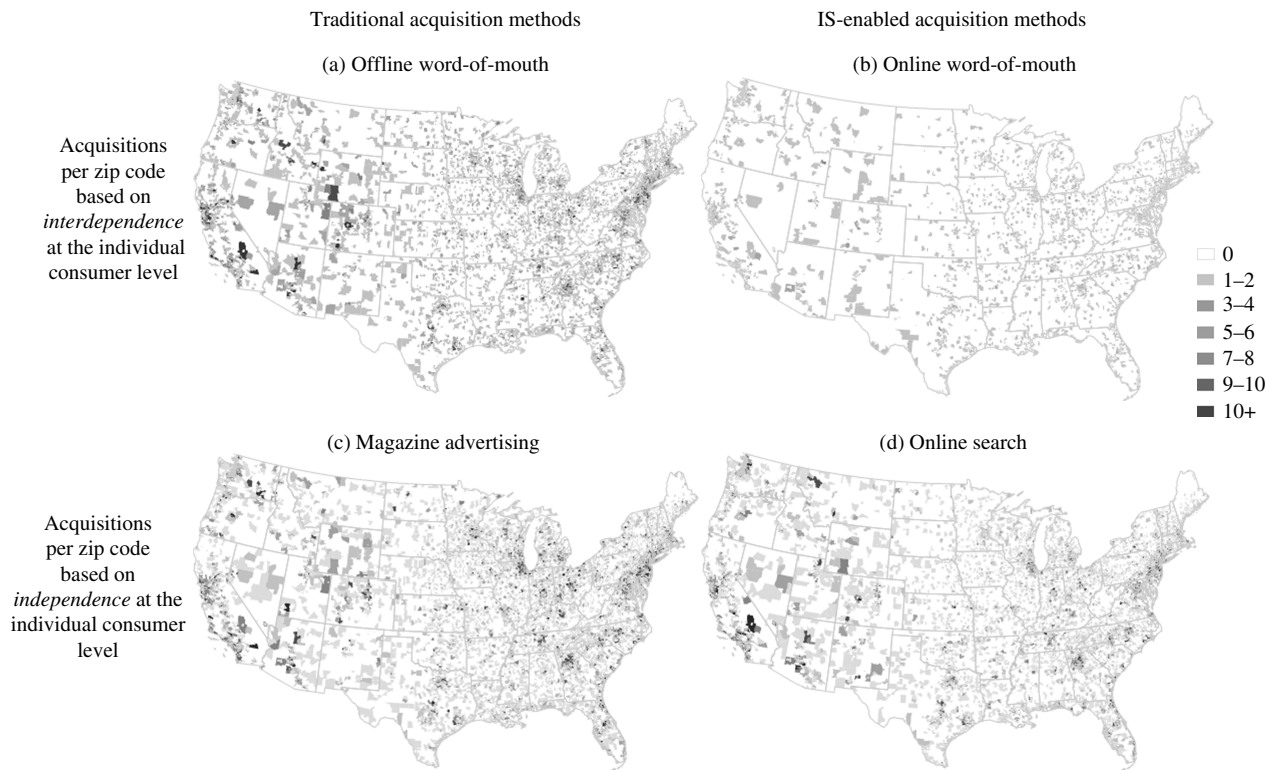 Traditional acquisition methods
IS-enabled acquisition methods
(a) Offline word-of-mouth
(b) Online word-of-mouth
Acquisitions
per zip code
based on
interdependence
at the individual
consumer level
0
1–2
3–4
5–6
7–8
9–10
10+
(c) Magazine advertising
(d) Online search
Acquisitions
per zip code
based on
independence at the
individual consumer
level